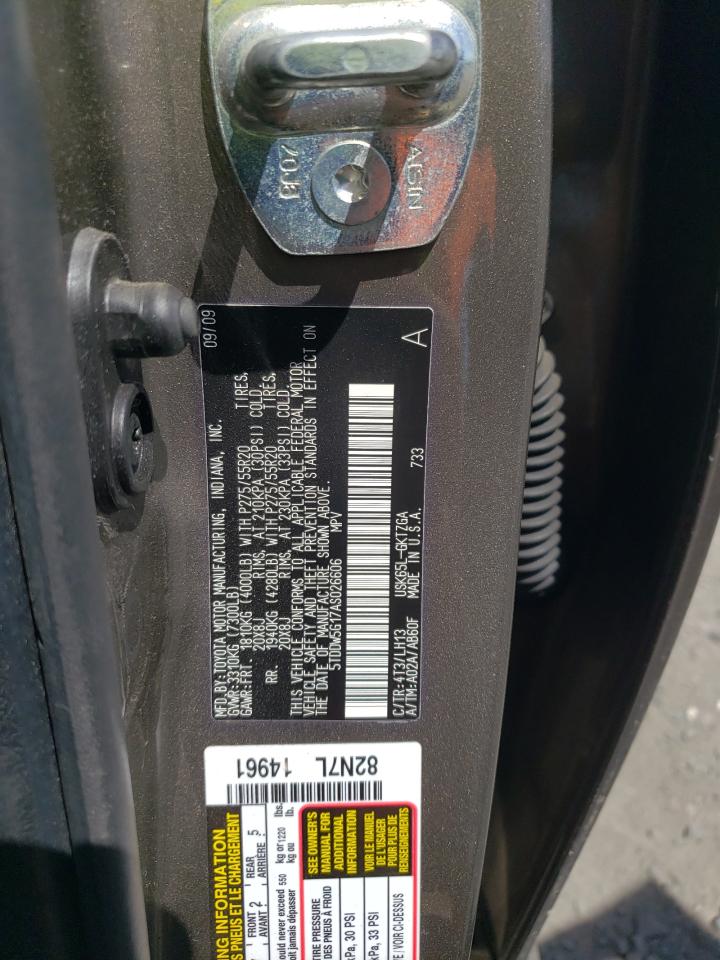 AISIN
70J8
09/09
MFD.BY:TOYOTA MOTOR MANUFACTURING, INDIANA, INC.
GVWR:3310KG (7300LB)
GAWR:FRT. 1810KG (4000LB) WITH P275/55R20 TIRES,
20X8J RIMS, AT 210KPA (30PSI) COLD.
RR. 1940KG (4280LB) WITH P275/55R20 TIRES,
20X8J RIMS, AT 230KPA (33PSI) COLD.
THIS VEHICLE CONFORMS TO ALL APPLICABLE FEDERAL MOTOR
VEHICLE SAFETY AND THEFT PREVENTION STANDARDS IN EFFECT ON
THE DATE OF MANUFACTURE SHOWN ABOVE.
5TDDW5G17AS026606 MPV
A
C/TR:4T3/LH13 USK65L-GKTZGA
A/TM:A02A/AB60F MADE IN U.S.A. 733
82N7L
14961
ING INFORMATION
PNEUS ET LE CHARGEMENT
FRONT 2 REAR 5
AVANT 2 ARRIÈRE 5
ould never exceed 550 kg or 1220 lbs.
it jamais dépasser kg ou lb.
TIRE PRESSURE
DES PNEUS À FROID
kPa, 30 PSI
kPa, 33 PSI
E / VOIR CI-DESSUS
SEE OWNER'S
MANUAL FOR
ADDITIONAL
INFORMATION
VOIR LE MANUEL
DE L'USAGER
POUR PLUS DE
RENSEIGNEMENTS